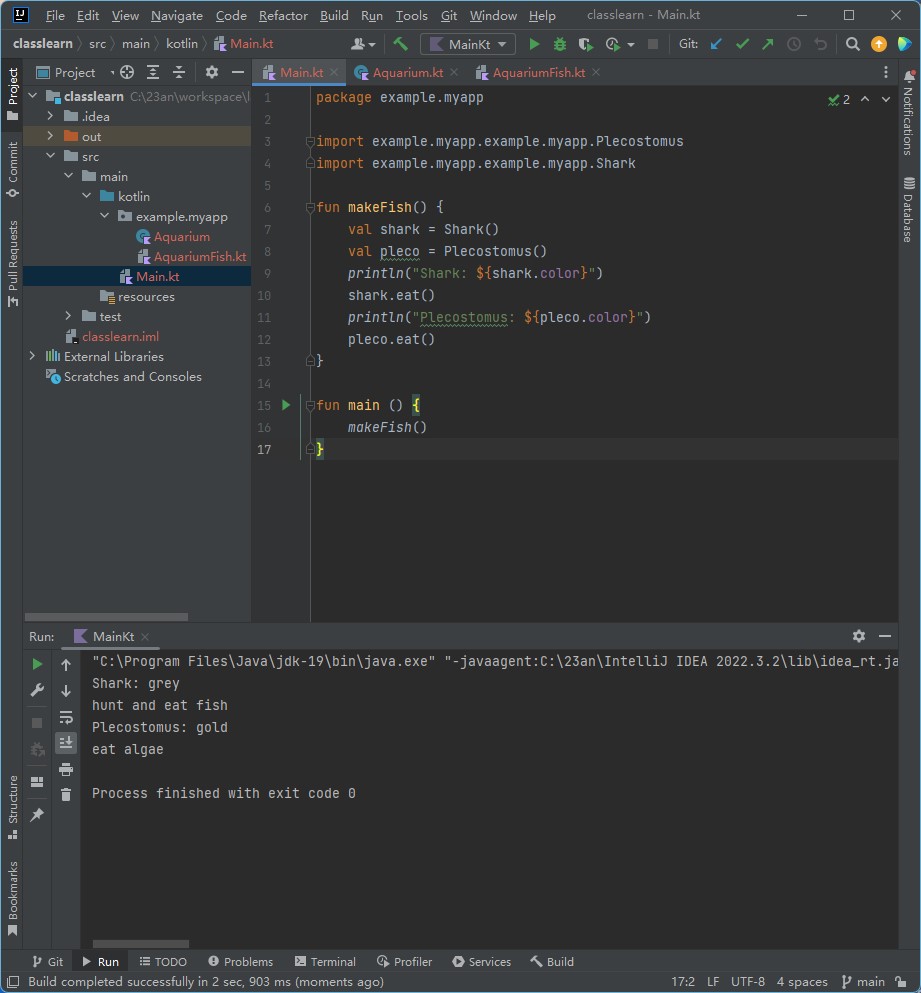 File Edit View Navigate Code Refactor Build Run Tools Git Window Help classlearn - Main.kt
classlearn src main kotlin Main.kt MainKt Git:
Project Main.kt Aquarium.kt AquariumFish.kt
Project
Commit
Pull Requests
classlearn C:\23an\workspace\
.idea
out
src
main
kotlin
example.myapp
Aquarium
AquariumFish.kt
Main.kt
resources
test
classlearn.iml
External Libraries
Scratches and Consoles
1 package example.myapp
2
3 import example.myapp.example.myapp.Plecostomus
4 import example.myapp.example.myapp.Shark
5
6 fun makeFish() {
7 val shark = Shark()
8 val pleco = Plecostomus()
9 println("Shark: ${shark.color}")
10 shark.eat()
11 println("Plecostomus: ${pleco.color}")
12 pleco.eat()
13 }
14
15 fun main () {
16 makeFish()
17 }
2
Notifications
Database
Run: MainKt
"C:\Program Files\Java\jdk-19\bin\java.exe" "-javaagent:C:\23an\IntelliJ IDEA 2022.3.2\lib\idea_rt.ja
Shark: grey
hunt and eat fish
Plecostomus: gold
eat algae
Process finished with exit code 0
Structure
Bookmarks
Git Run TODO Problems Terminal Profiler Services Build
Build completed successfully in 2 sec, 903 ms (moments ago) 17:2 LF UTF-8 4 spaces main